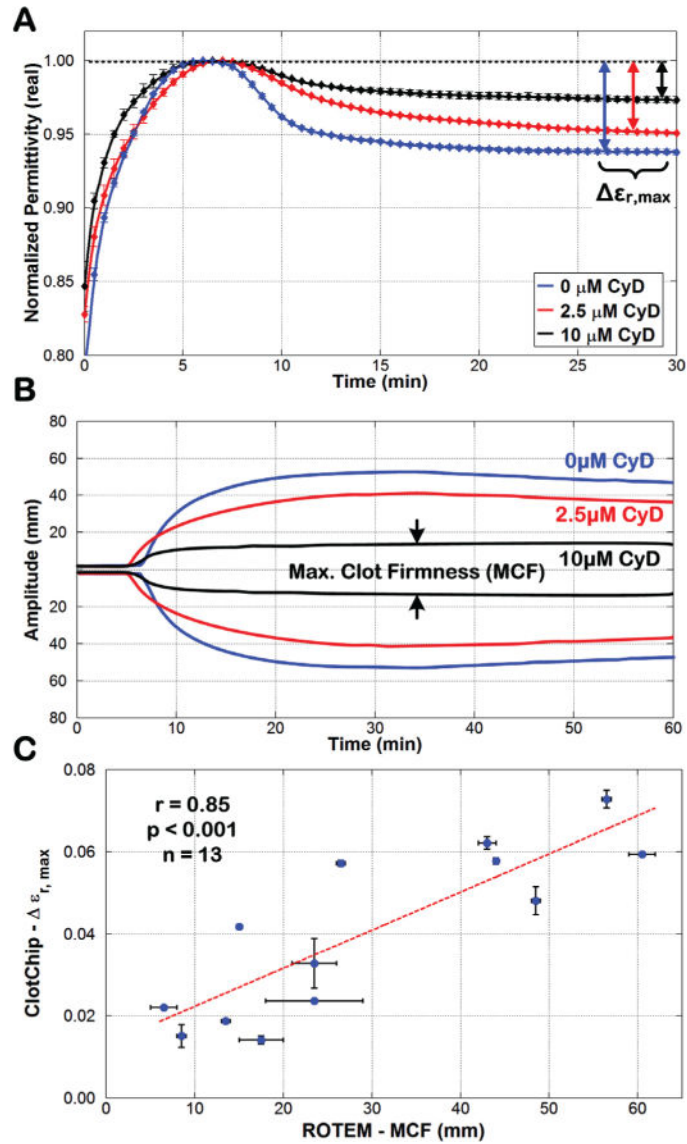 A
Normalized Permittivity (real)
1.00
0.95
0.90
0.85
0.80
Δεr,max
0 μM CyD
2.5 μM CyD
10 μM CyD
0 5 10 15 20 25 30
Time (min)
B
Amplitude (mm)
80
60
40
20
20
40
60
80
0μM CyD
2.5μM CyD
10μM CyD
Max. Clot Firmness (MCF)
0 10 20 30 40 50 60
Time (min)
C
ClotChip - Δ εr, max
0.08
0.06
0.04
0.02
0.00
r = 0.85
p < 0.001
n = 13
0 10 20 30 40 50 60
ROTEM - MCF (mm)